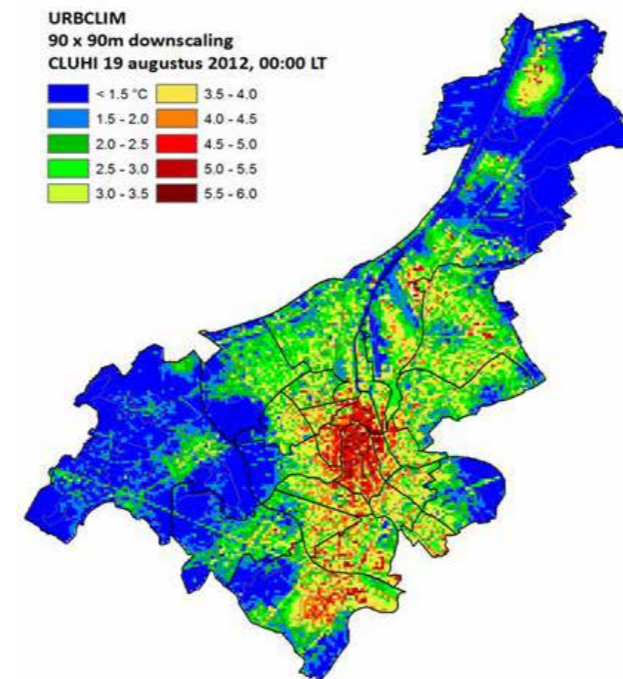 URBCLIM
90 x 90m downscaling
CLUHI 19 augustus 2012, 00:00 LT
< 1.5 °C 3.5 - 4.0
1.5 - 2.0 4.0 - 4.5
2.0 - 2.5 4.5 - 5.0
2.5 - 3.0 5.0 - 5.5
3.0 - 3.5 5.5 - 6.0